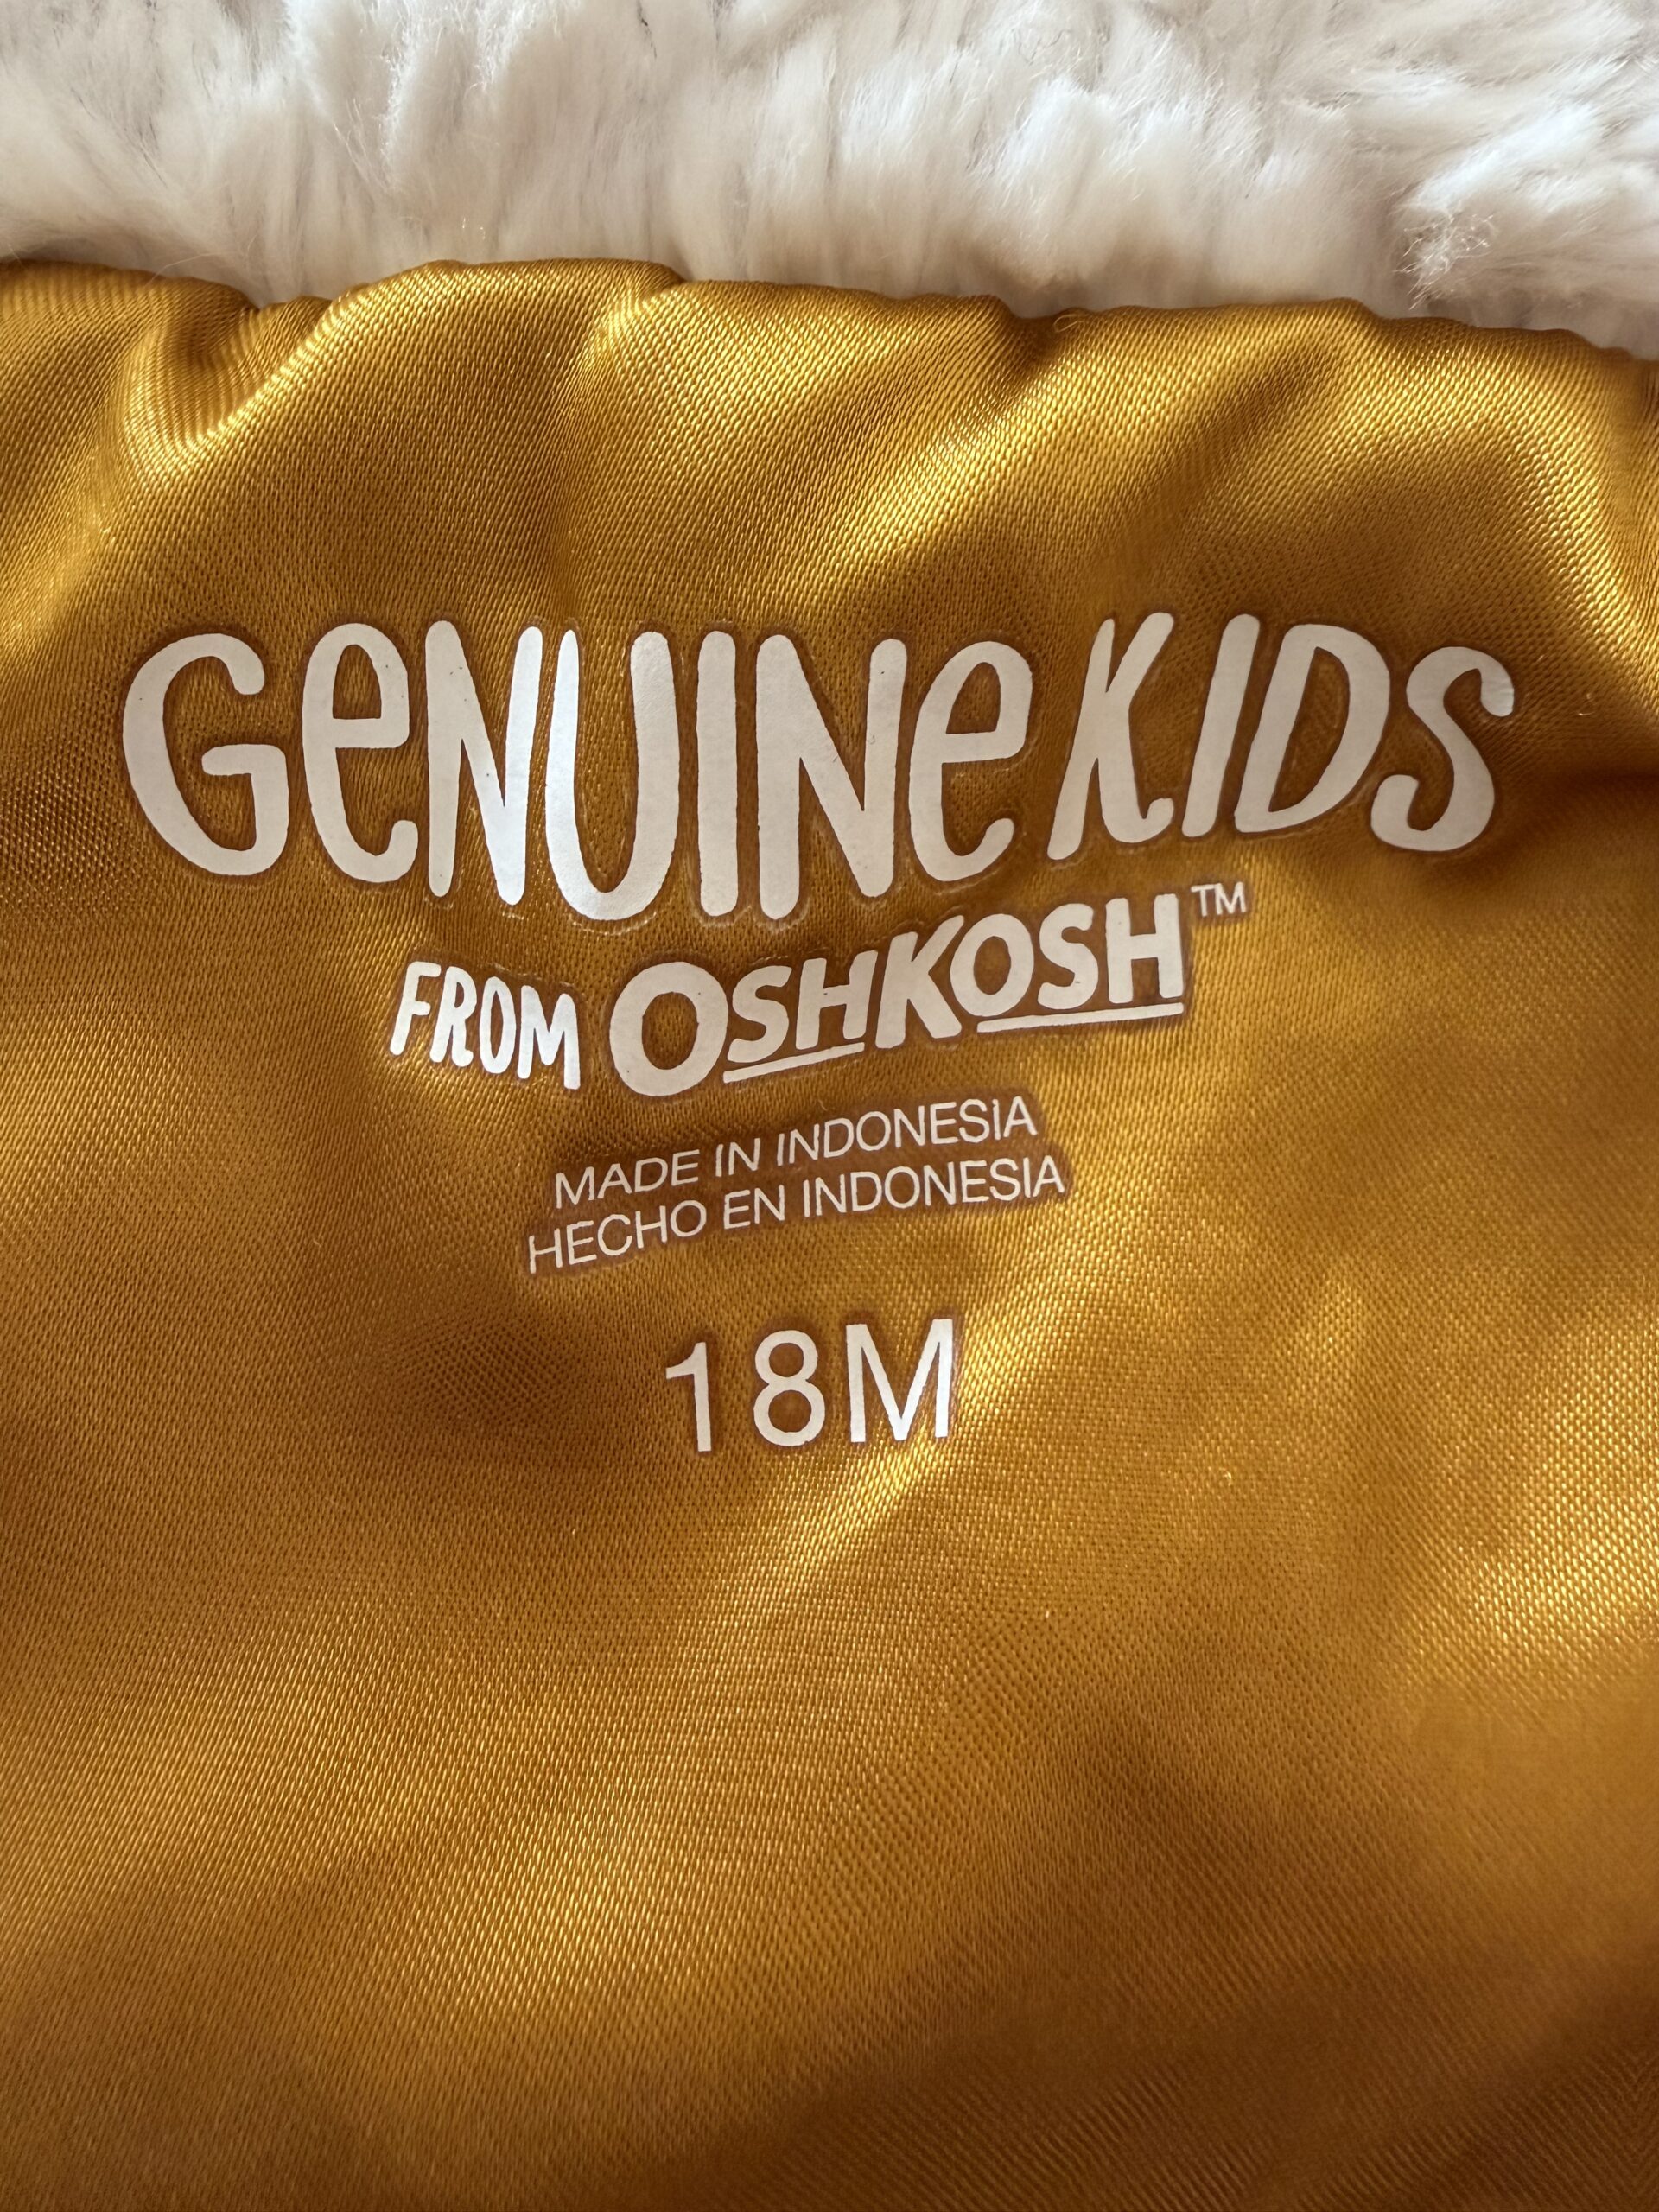 GeNUINe KIDS
FROM OSHKOSH™
MADE IN INDONESIA
HECHO EN INDONESIA
18M